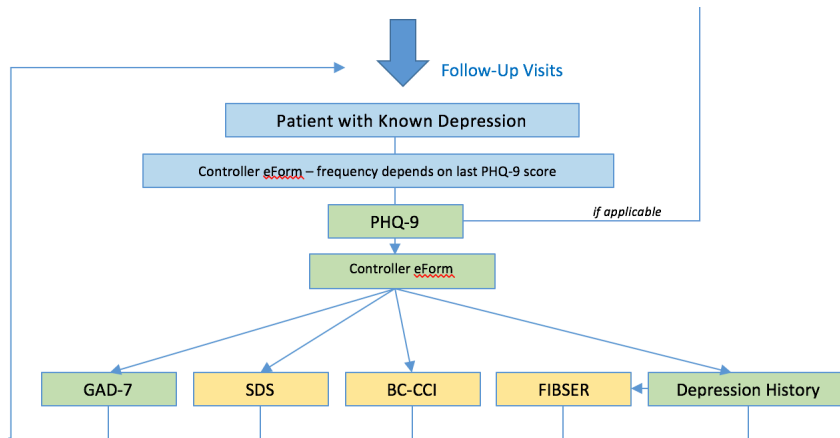 Follow-Up Visits
Patient with Known Depression
Controller eForm – frequency depends on last PHQ-9 score
if applicable
PHQ-9
Controller eForm
GAD-7
SDS
BC-CCI
FIBSER
Depression History